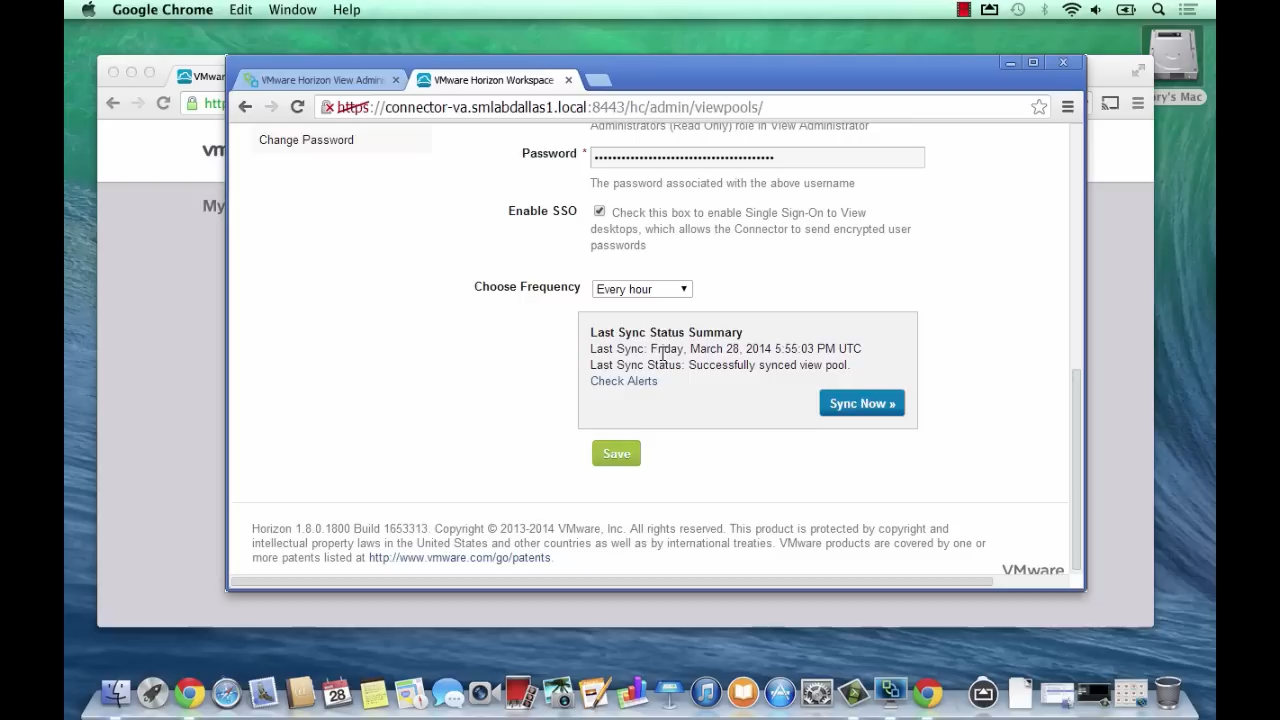 Google Chrome Edit Window Help
VMwar
VMware Horizon View Admin
VMware Horizon Workspace
http
https://connector-va.emilabdallas1.local:8443/hc/admin/viewpools/
ry's Mac
vm
My
Change Password
Administrators (Read Only) role in View Administrator
Password *
The password associated with the above username
Enable SSO
Check this box to enable Single Sign-On to View
desktops, which allows the Connector to send encrypted user
passwords
Choose Frequency
Every hour
Last Sync Status Summary
Last Sync: Friday, March 28, 2014 5:55:03 PM UTC
Last Sync Status: Successfully synced view pool.
Check Alerts
Sync Now »
Save
Horizon 1.8.0.1800 Build 1653313. Copyright © 2013-2014 VMware, Inc. All rights reserved. This product is protected by copyright and
intellectual property laws in the United States and other countries as well as by international treaties. VMware products are covered by one or
more patents listed at http://www.vmware.com/go/patents.
VMware
28